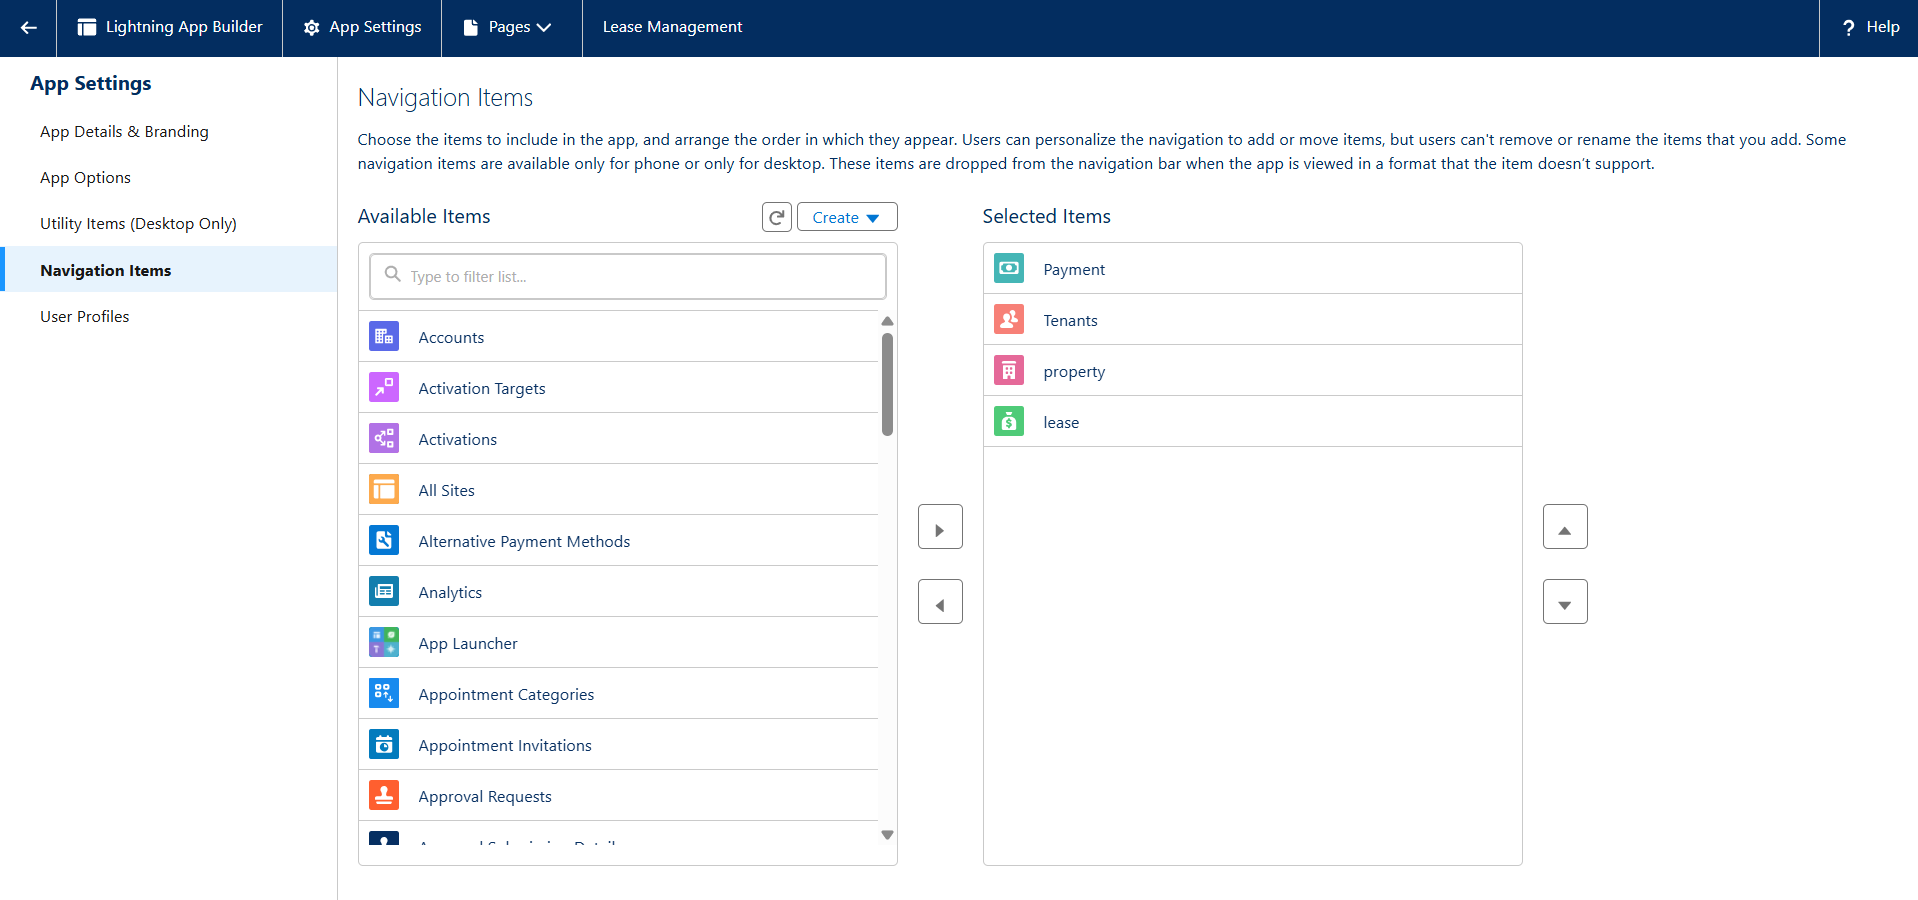 Lightning App Builder
App Settings
Pages
Lease Management
? Help
App Settings
App Details & Branding
App Options
Utility Items (Desktop Only)
Navigation Items
User Profiles
Navigation Items
Choose the items to include in the app, and arrange the order in which they appear. Users can personalize the navigation to add or move items, but users can't remove or rename the items that you add. Some
navigation items are available only for phone or only for desktop. These items are dropped from the navigation bar when the app is viewed in a format that the item doesn’t support.
Available Items
Create
Type to filter list...
Accounts
Activation Targets
Activations
All Sites
Alternative Payment Methods
Analytics
App Launcher
Appointment Categories
Appointment Invitations
Approval Requests
Selected Items
Payment
Tenants
property
lease